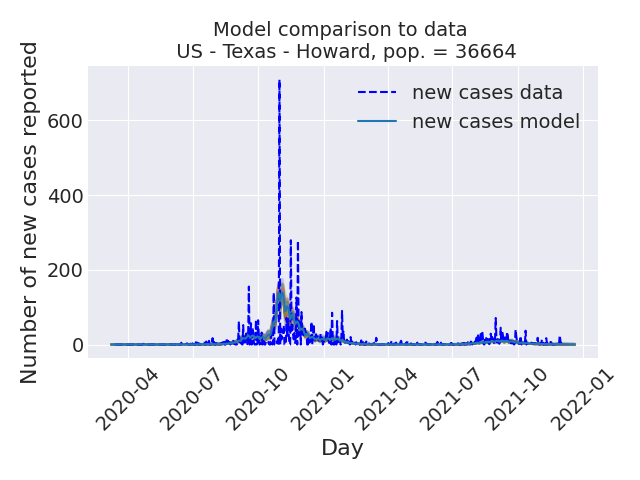 Model comparison to data
US - Texas - Howard, pop. = 36664
Number of new cases reported
600
400
200
0
new cases data
new cases model
2020-04
2020-07
2020-10
2021-01
2021-04
2021-07
2021-10
2022-01
Day